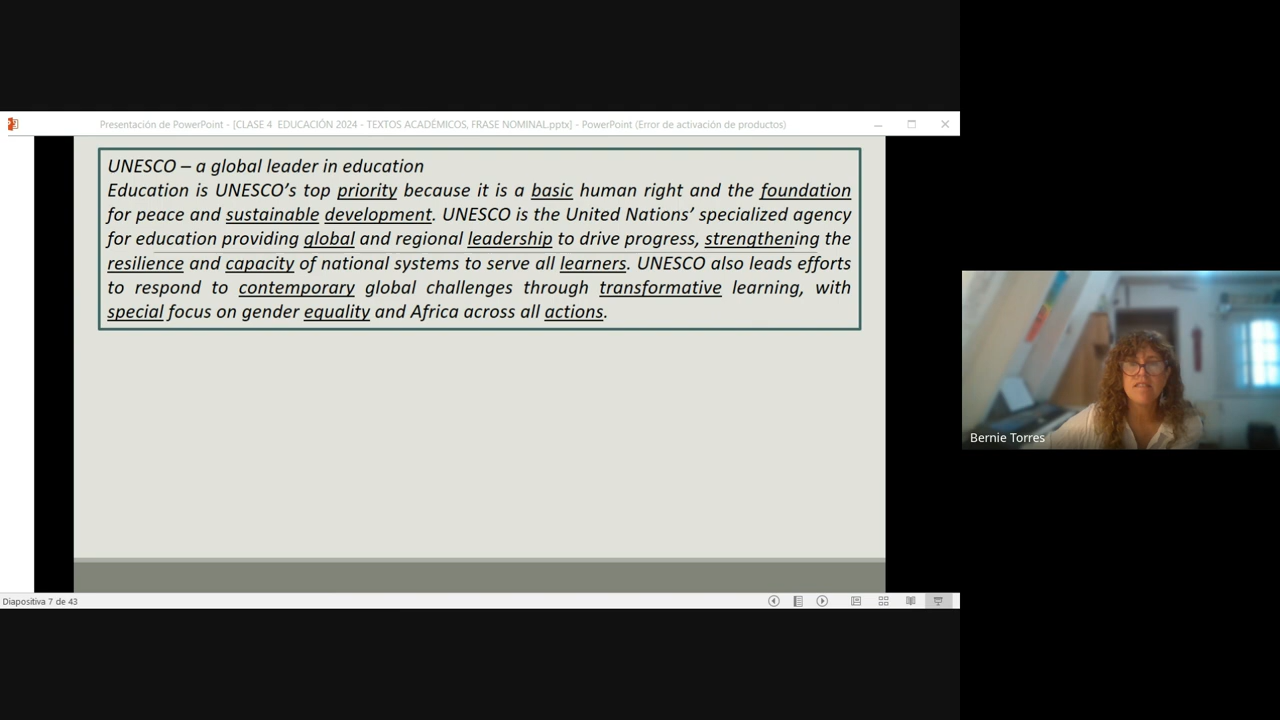 Presentación de PowerPoint - [CLASE 4 EDUCACIÓN 2024 - TEXTOS ACADÉMICOS, FRASE NOMINAL.pptx] - PowerPoint (Error de activación de productos)
UNESCO – a global leader in education
Education is UNESCO's top priority because it is a basic human right and the foundation
for peace and sustainable development. UNESCO is the United Nations' specialized agency
for education providing global and regional leadership to drive progress, strengthening the
resilience and capacity of national systems to serve all learners. UNESCO also leads efforts
to respond to contemporary global challenges through transformative learning, with
special focus on gender equality and Africa across all actions.
Bernie Torres
Diapositiva 7 de 43